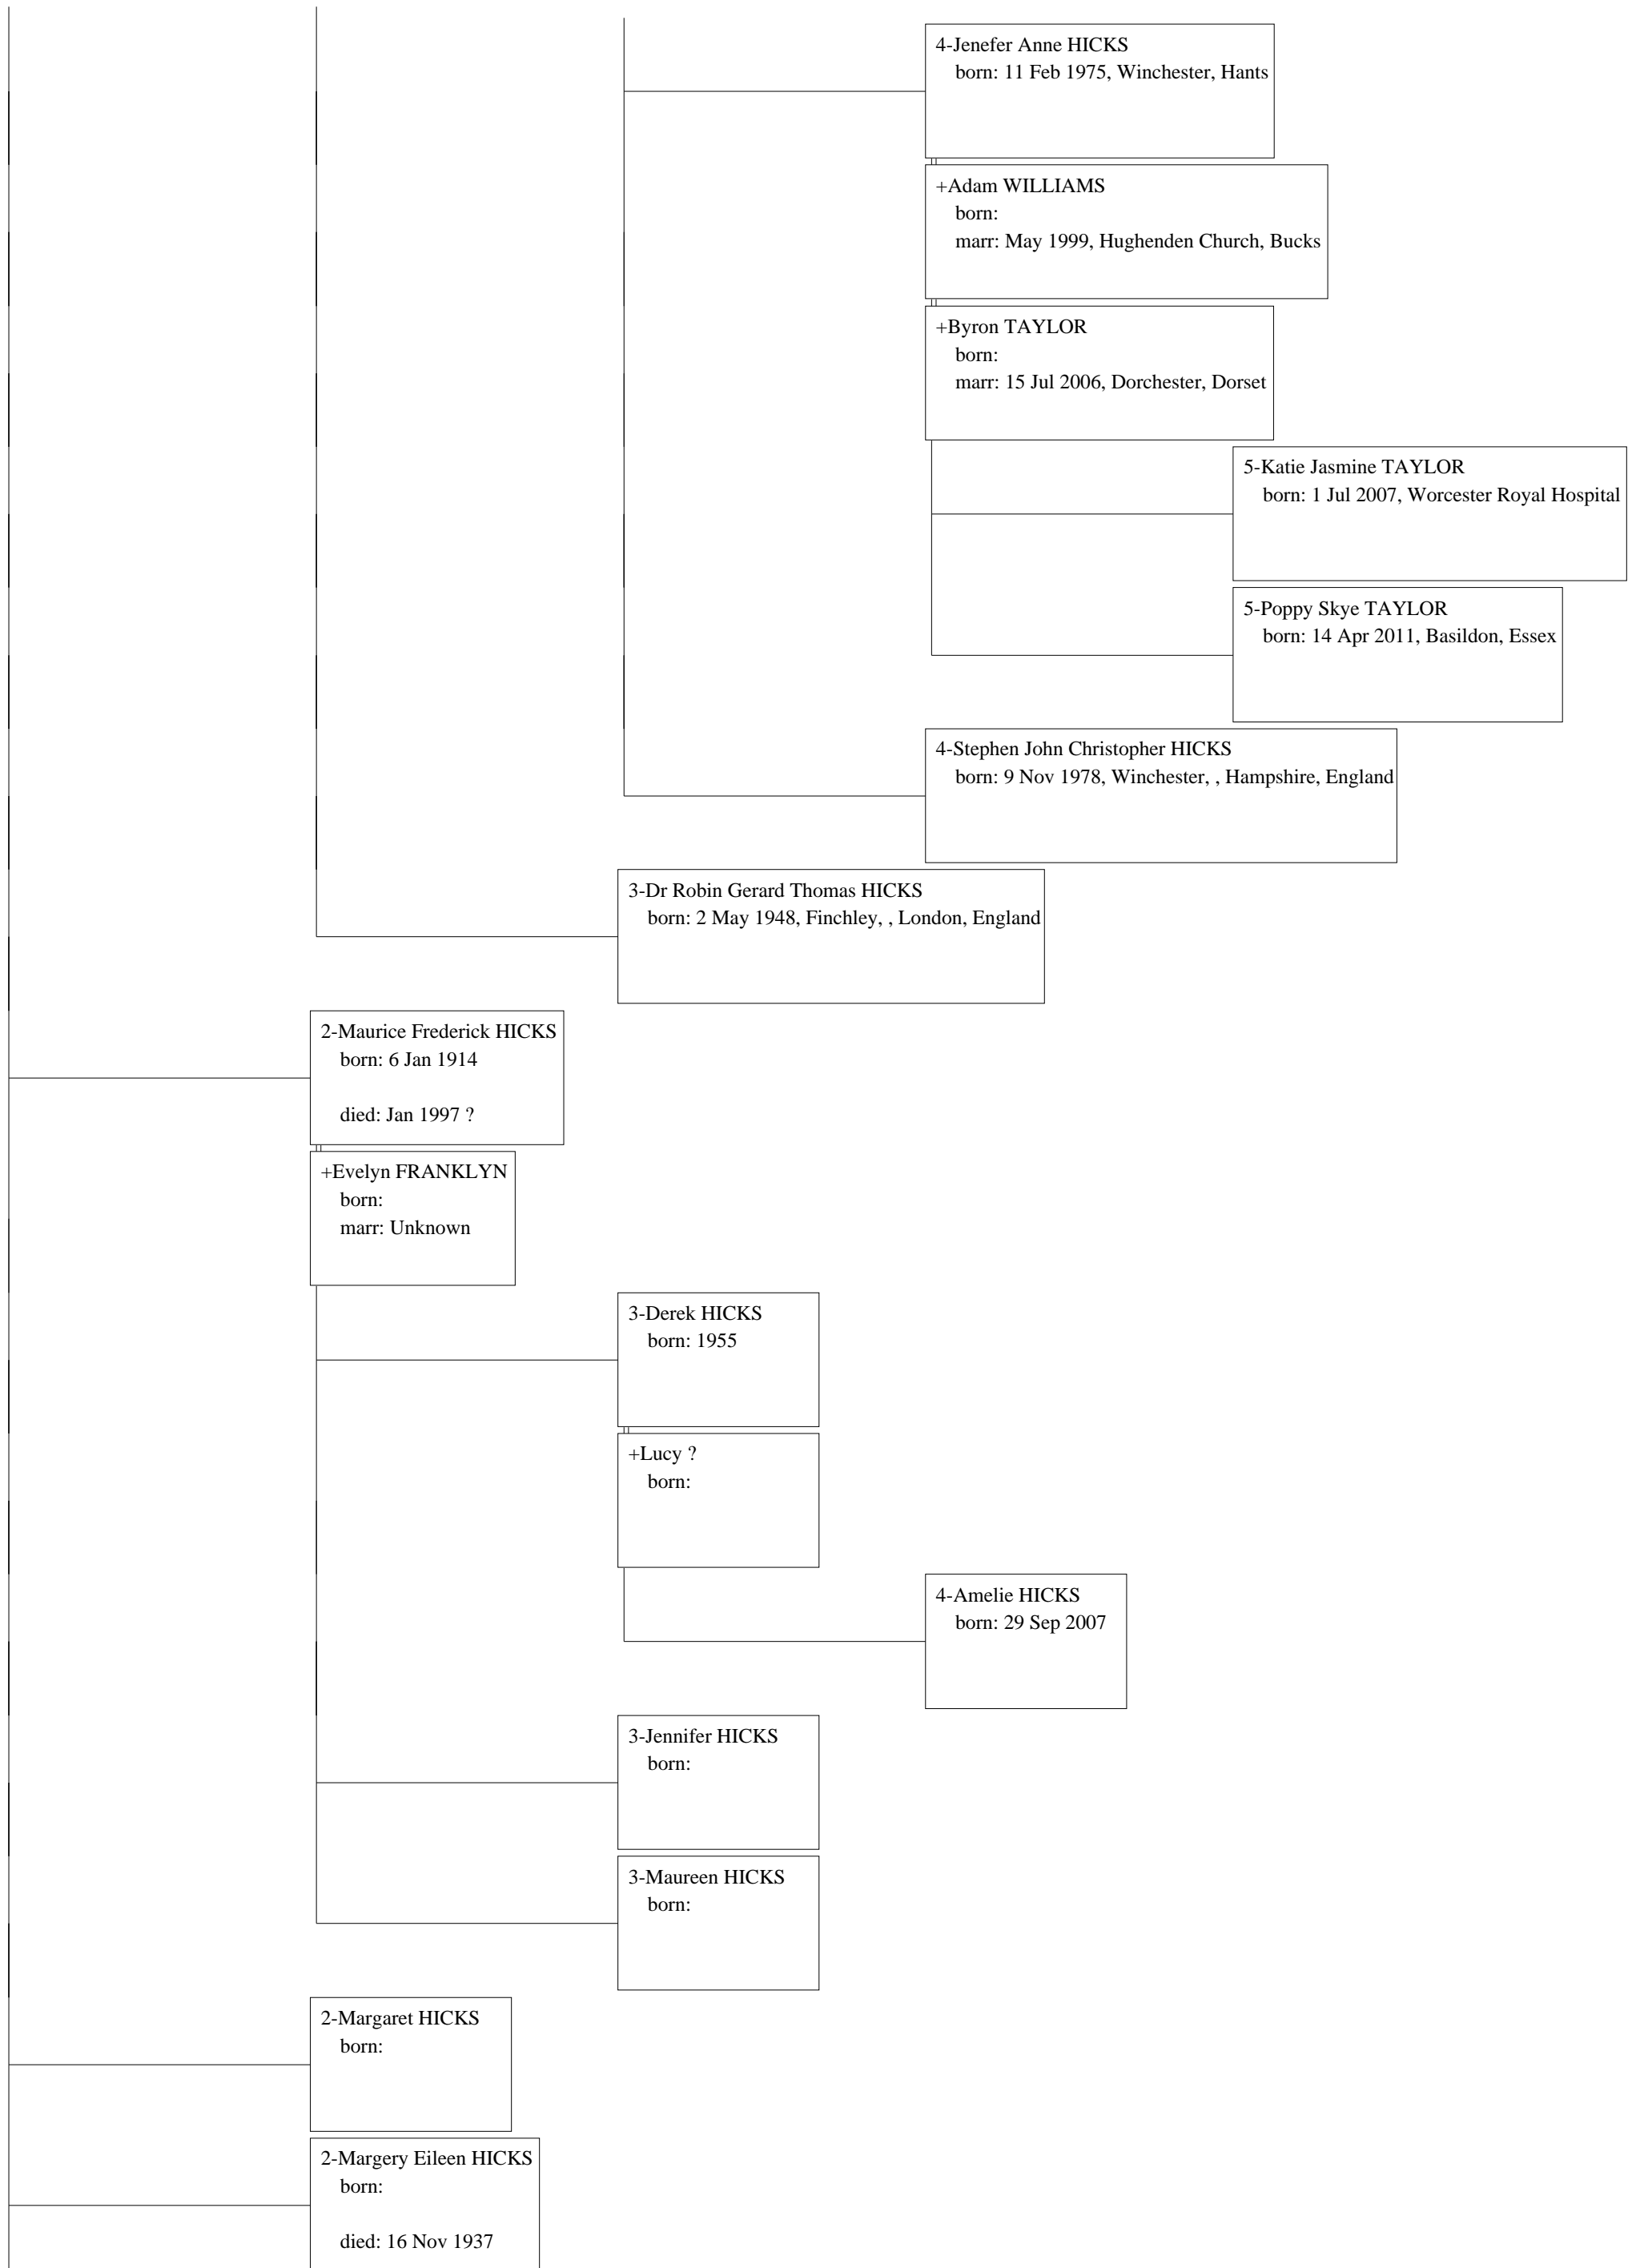 4-Jenefer Anne HICKS
born: 11 Feb 1975, Winchester, Hants
+Adam WILLIAMS
born:
marr: May 1999, Hughenden Church, Bucks
+Byron TAYLOR
born:
marr: 15 Jul 2006, Dorchester, Dorset
5-Katie Jasmine TAYLOR
born: 1 Jul 2007, Worcester Royal Hospital
5-Poppy Skye TAYLOR
born: 14 Apr 2011, Basildon, Essex
4-Stephen John Christopher HICKS
born: 9 Nov 1978, Winchester, , Hampshire, England
3-Dr Robin Gerard Thomas HICKS
born: 2 May 1948, Finchley, , London, England
2-Maurice Frederick HICKS
born: 6 Jan 1914
died: Jan 1997 ?
+Evelyn FRANKLYN
born:
marr: Unknown
3-Derek HICKS
born: 1955
+Lucy ?
born:
4-Amelie HICKS
born: 29 Sep 2007
3-Jennifer HICKS
born:
3-Maureen HICKS
born:
2-Margaret HICKS
born:
2-Margery Eileen HICKS
born:
died: 16 Nov 1937